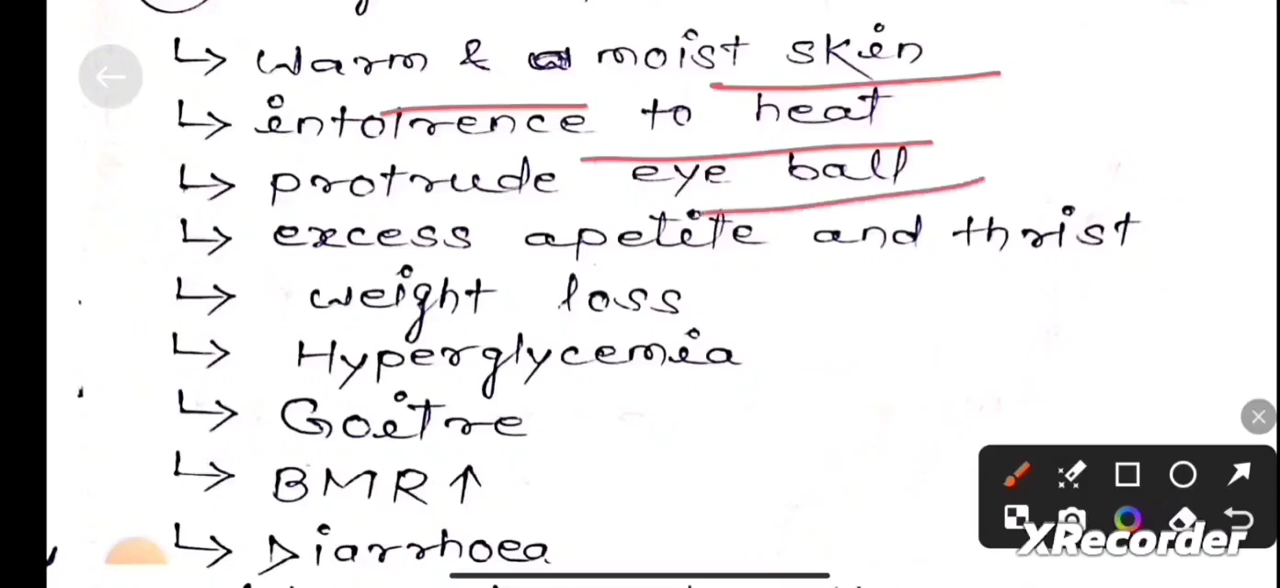 ↳ warm & moist skin
↳ intolrence to heat
↳ protrude eye ball
↳ excess apetite and thrist
↳ weight loss
↳ Hyperglycemia
↳ Goitre
↳ BMR↑
↳ Diarrhoea
XRecorder